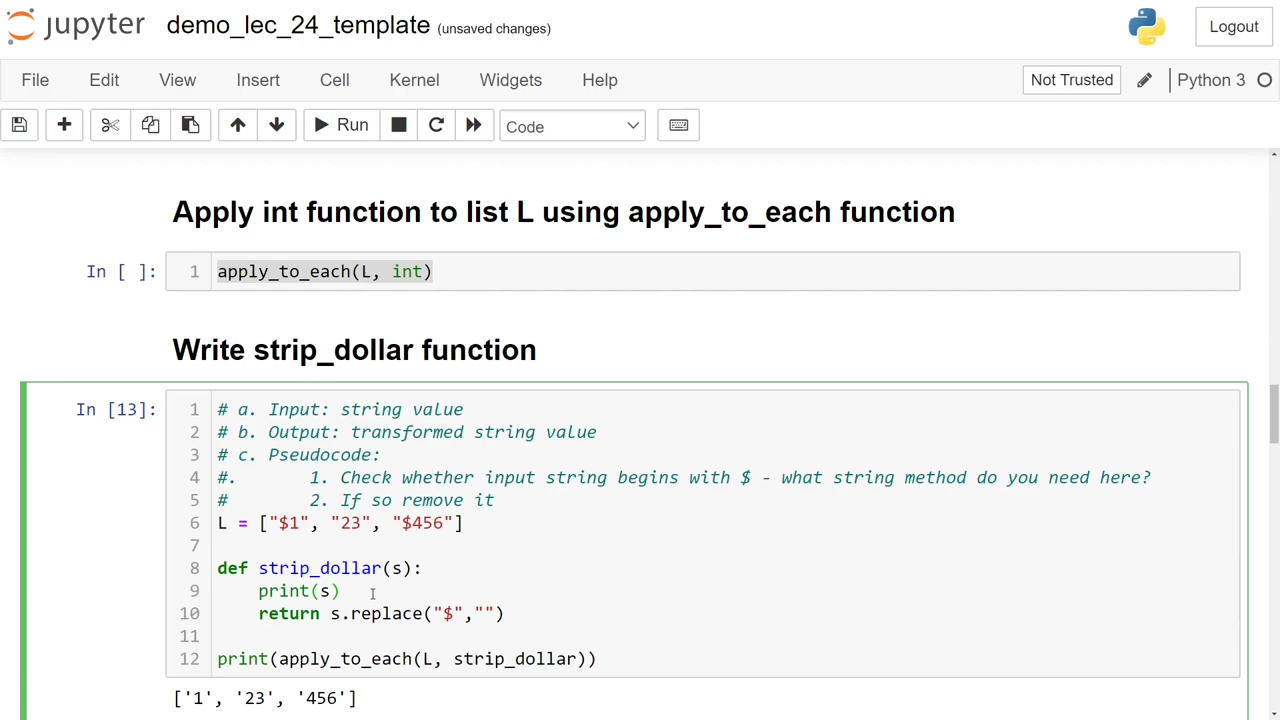 jupyter demo_lec_24_template (unsaved changes) Logout
File Edit View Insert Cell Kernel Widgets Help Not Trusted Python 3
Run Code
Apply int function to list L using apply_to_each function
In [ ]: 1 apply_to_each(L, int)
Write strip_dollar function
In [13]: 1 # a. Input: string value
2 # b. Output: transformed string value
3 # c. Pseudocode:
4 #. 1. Check whether input string begins with $ - what string method do you need here?
5 # 2. If so remove it
6 L = ["$1", "23", "$456"]
7
8 def strip_dollar(s):
9 print(s)
10 return s.replace("$","")
11
12 print(apply_to_each(L, strip_dollar))
['1', '23', '456']